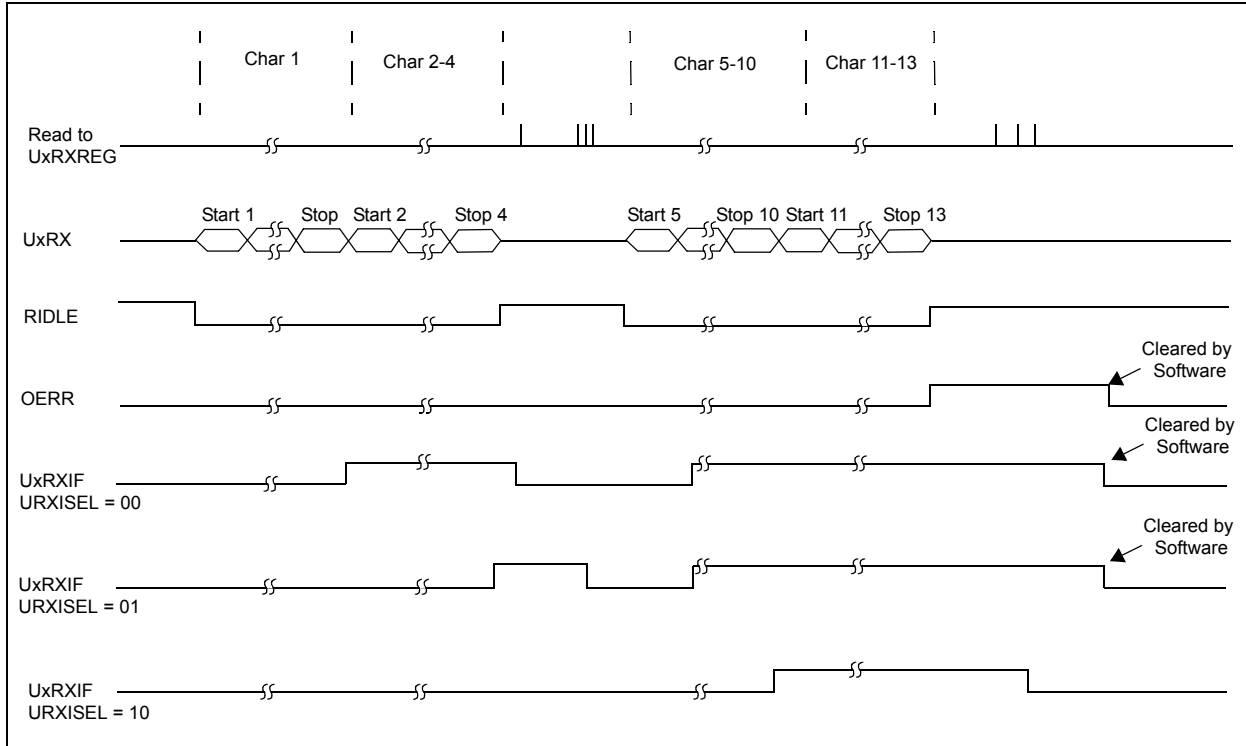 Char 1
Char 2-4
Char 5-10
Char 11-13
Read to
UxRXREG
Start 1
Stop
Start 2
Stop 4
Start 5
Stop 10
Start 11
Stop 13
UxRX
RIDLE
Cleared by
Software
OERR
Cleared by
Software
UxRXIF
URXISEL = 00
Cleared by
Software
UxRXIF
URXISEL = 01
UxRXIF
URXISEL = 10